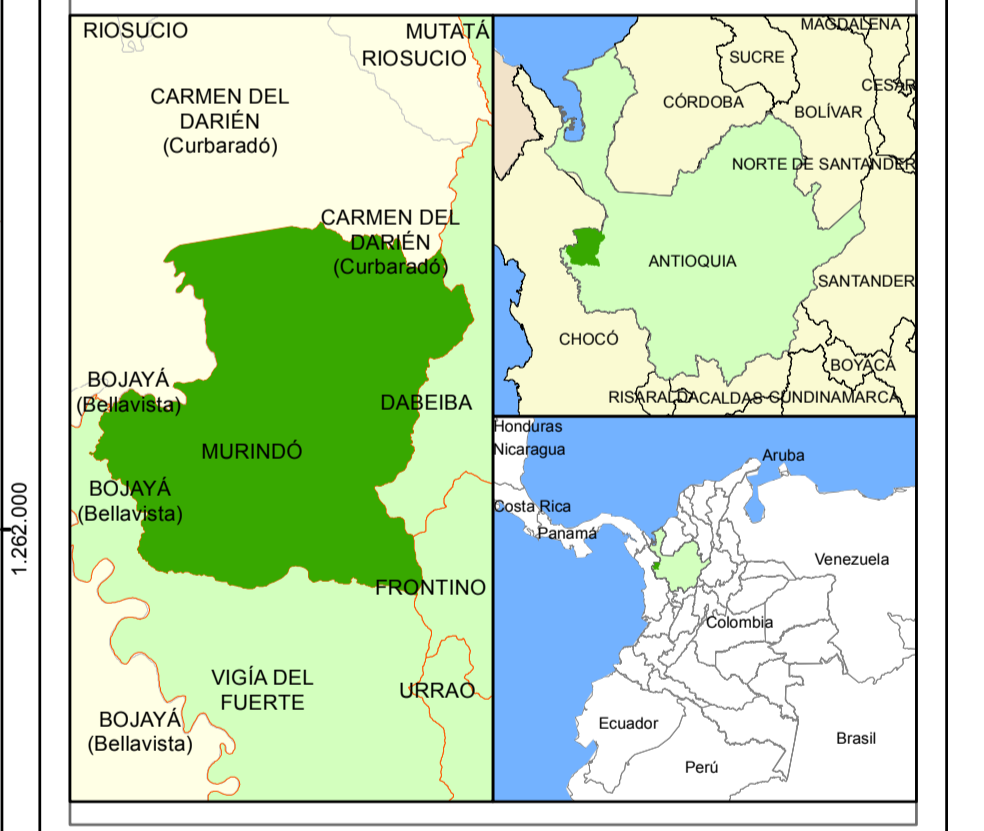 RIOSUCIO
MUTATÁ
RIOSUCIO
CARMEN DEL
DARIÉN
(Curbaradó)
CARMEN DEL
DARIÉN
(Curbaradó)
BOJAYÁ
(Bellavista)
DABEIBA
MURINDÓ
BOJAYÁ
(Bellavista)
FRONTINO
VIGÍA DEL
FUERTE
URRAO
BOJAYÁ
(Bellavista)
1.262.000
MAGDALENA
SUCRE
CESAR
CÓRDOBA
BOLÍVAR
NORTE DE SANTANDER
ANTIOQUIA
SANTANDER
CHOCÓ
BOYACÁ
RISARALDA
CALDAS
CUNDINAMARCA
Honduras
Nicaragua
Aruba
Costa Rica
Panamá
Venezuela
Colombia
Ecuador
Brasil
Perú